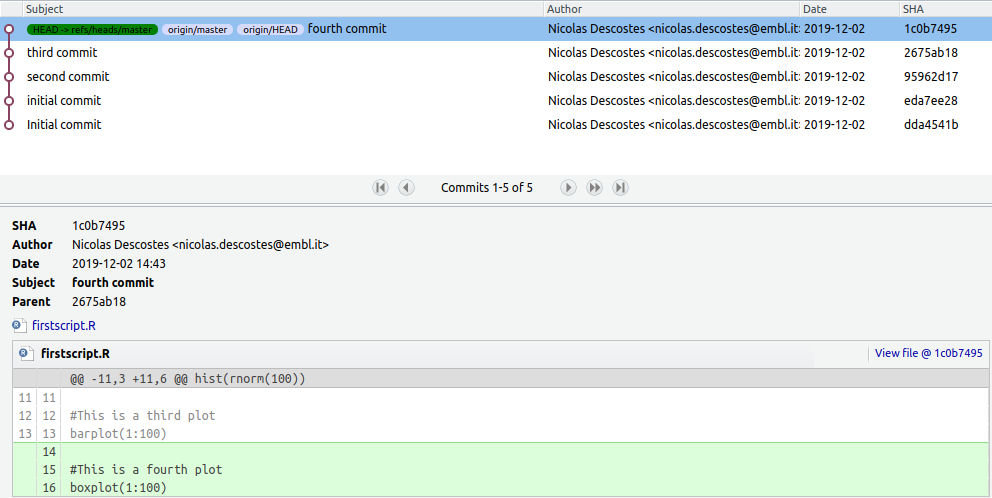 Subject Author Date SHA
HEAD -> refs/heads/master origin/master origin/HEAD fourth commit Nicolas Descostes <nicolas.descostes@embl.it> 2019-12-02 1c0b7495
third commit Nicolas Descostes <nicolas.descostes@embl.it> 2019-12-02 2675ab18
second commit Nicolas Descostes <nicolas.descostes@embl.it> 2019-12-02 95962d17
initial commit Nicolas Descostes <nicolas.descostes@embl.it> 2019-12-02 eda7ee28
Initial commit Nicolas Descostes <nicolas.descostes@embl.it> 2019-12-02 dda4541b
Commits 1-5 of 5
SHA 1c0b7495
Author Nicolas Descostes <nicolas.descostes@embl.it>
Date 2019-12-02 14:43
Subject fourth commit
Parent 2675ab18
firstscript.R
firstscript.R View file @ 1c0b7495
@@ -11,3 +11,6 @@ hist(rnorm(100))
11 11
12 12 #This is a third plot
13 13 barplot(1:100)
14
15 #This is a fourth plot
16 boxplot(1:100)